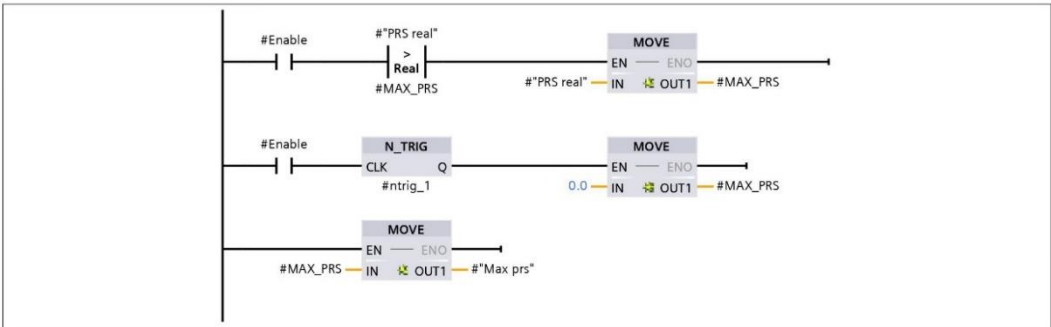 #Enable
#"PRS real"
>
Real
#MAX_PRS
MOVE
EN ENO
#"PRS real" IN OUT1 #MAX_PRS
#Enable
N_TRIG
CLK Q
#ntrig_1
MOVE
EN ENO
0.0 IN OUT1 #MAX_PRS
MOVE
EN ENO
#MAX_PRS IN OUT1 #"Max prs"